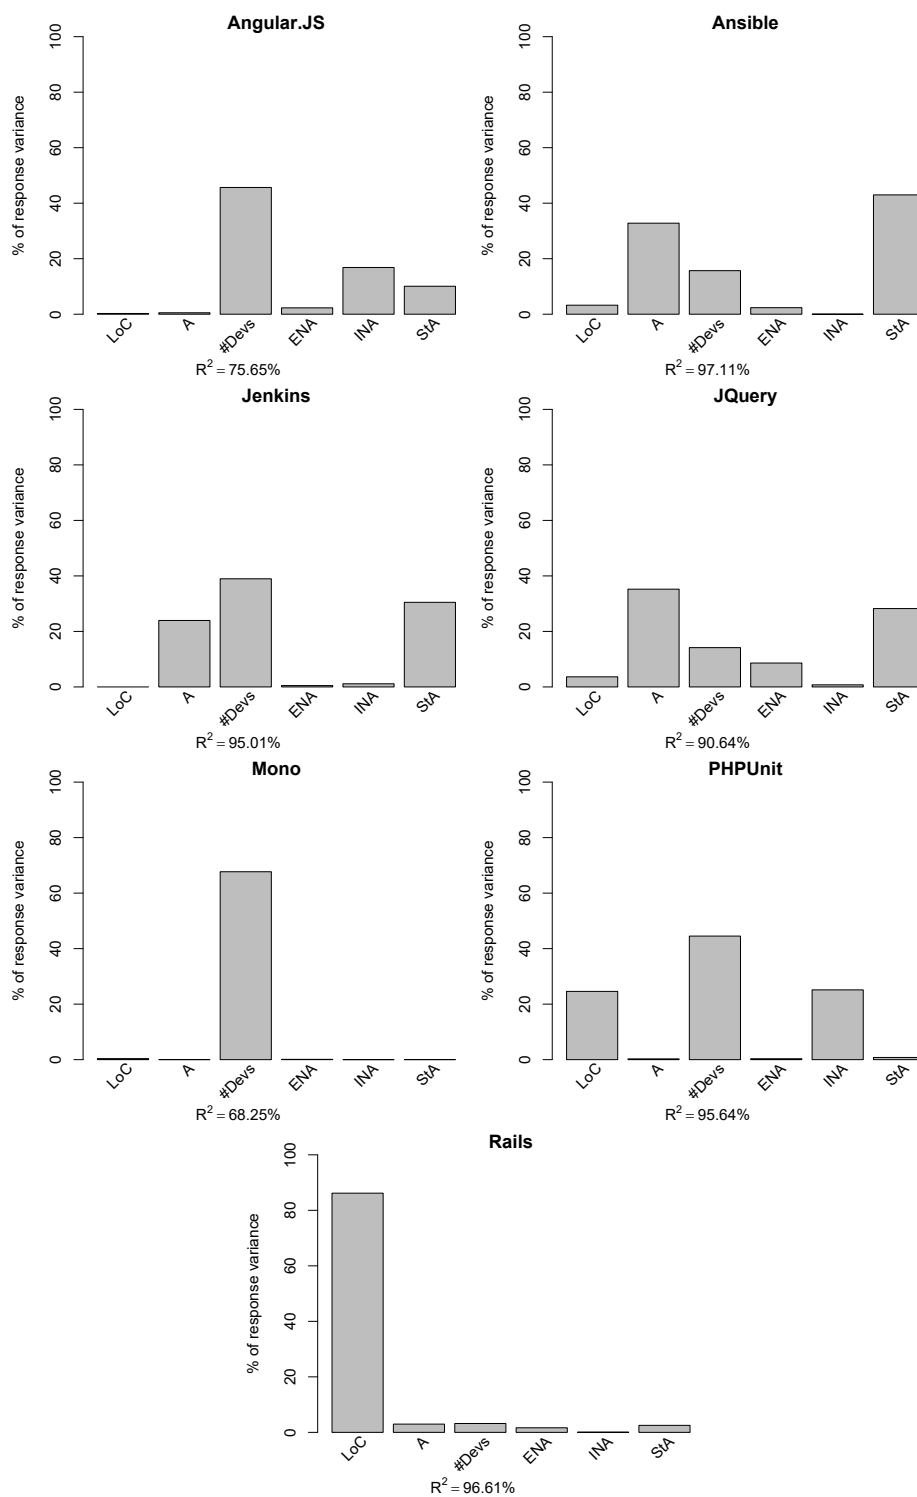 Angular.JS
% of response variance
0 20 40 60 80 100
LoC A #Devs ENA INA StA
R² = 75.65%
Ansible
% of response variance
0 20 40 60 80 100
LoC A #Devs ENA INA StA
R² = 97.11%
Jenkins
% of response variance
0 20 40 60 80 100
LoC A #Devs ENA INA StA
R² = 95.01%
JQuery
% of response variance
0 20 40 60 80 100
LoC A #Devs ENA INA StA
R² = 90.64%
Mono
% of response variance
0 20 40 60 80 100
LoC A #Devs ENA INA StA
R² = 68.25%
PHPUnit
% of response variance
0 20 40 60 80 100
LoC A #Devs ENA INA StA
R² = 95.64%
Rails
% of response variance
0 20 40 60 80 100
LoC A #Devs ENA INA StA
R² = 96.61%